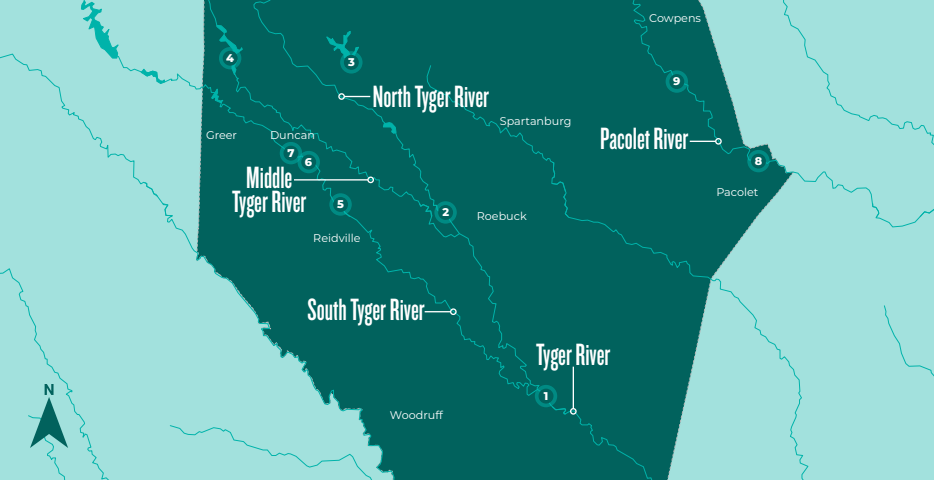 Cowpens
4
3
9
North Tyger River
Spartanburg
Greer
Duncan
Pacolet River
7
6
8
Middle
Tyger River
Pacolet
5
2
Roebuck
Reidville
South Tyger River
Tyger River
N
1
Woodruff